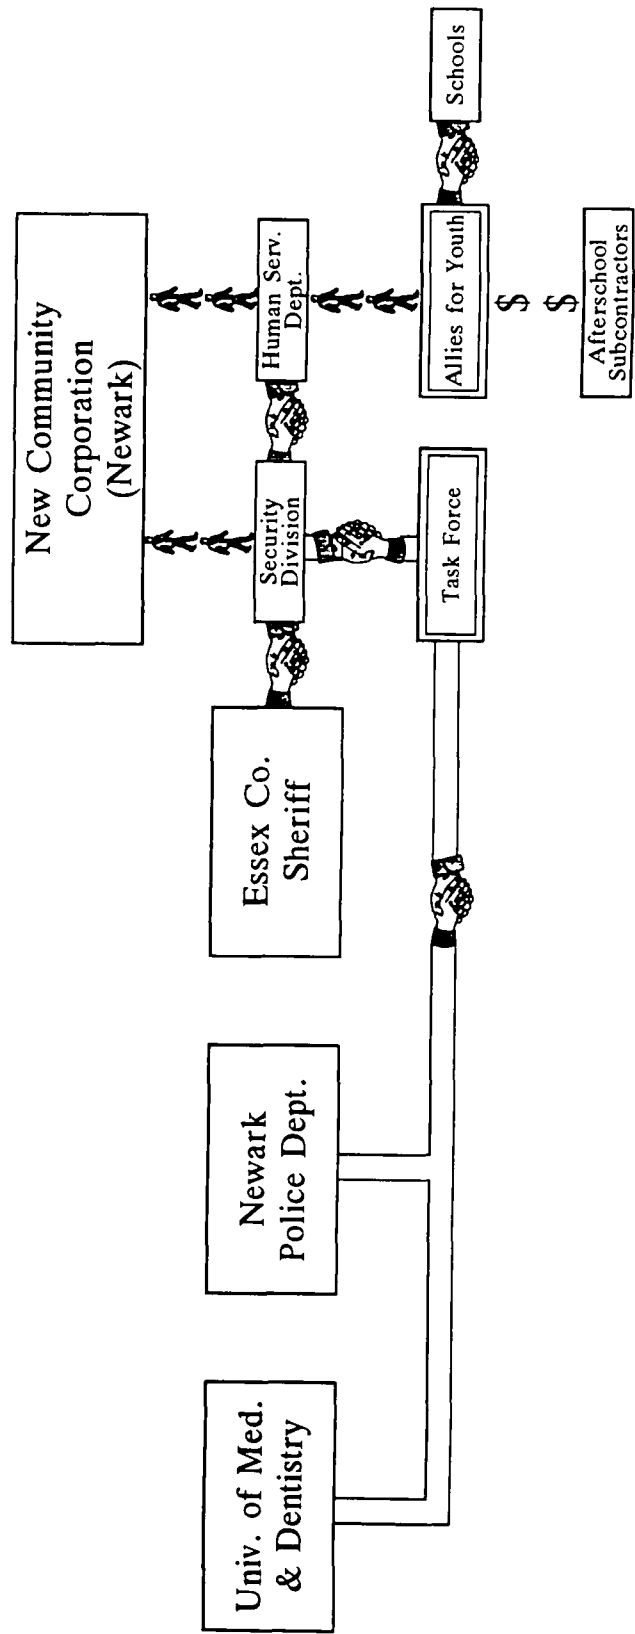 New Community
Corporation
(Newark)
Univ. of Med.
& Dentistry
Newark
Police Dept.
Essex Co.
Sheriff
Security
Division
Human Serv.
Dept.
Task Force
Allies for Youth
Schools
$
$
Afterschool
Subcontractors